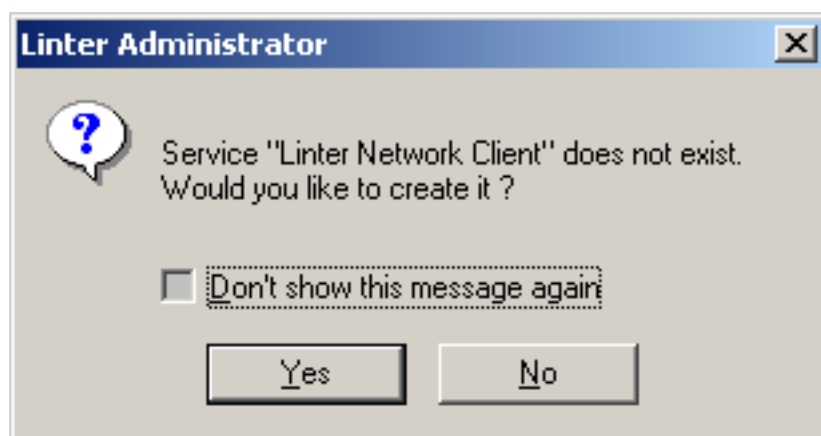 Linter Administrator
Service "Linter Network Client" does not exist.
Would you like to create it ?
Don't show this message again
Yes
No